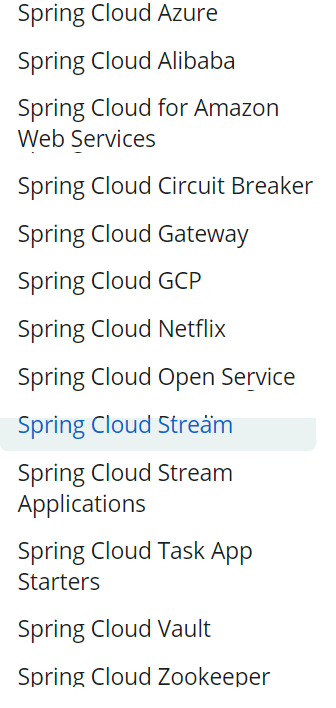 Spring Cloud Azure
Spring Cloud Alibaba
Spring Cloud for Amazon
Web Services
Spring Cloud Circuit Breaker
Spring Cloud Gateway
Spring Cloud GCP
Spring Cloud Netflix
Spring Cloud Open Service
Spring Cloud Stream
Spring Cloud Stream
Applications
Spring Cloud Task App
Starters
Spring Cloud Vault
Spring Cloud Zookeeper